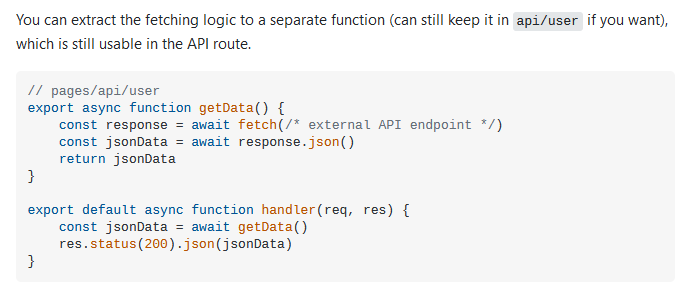 You can extract the fetching logic to a separate function (can still keep it in api/user if you want),
which is still usable in the API route.
// pages/api/user
export async function getData() {
    const response = await fetch(/* external API endpoint */)
    const jsonData = await response.json()
    return jsonData
}

export default async function handler(req, res) {
    const jsonData = await getData()
    res.status(200).json(jsonData)
}